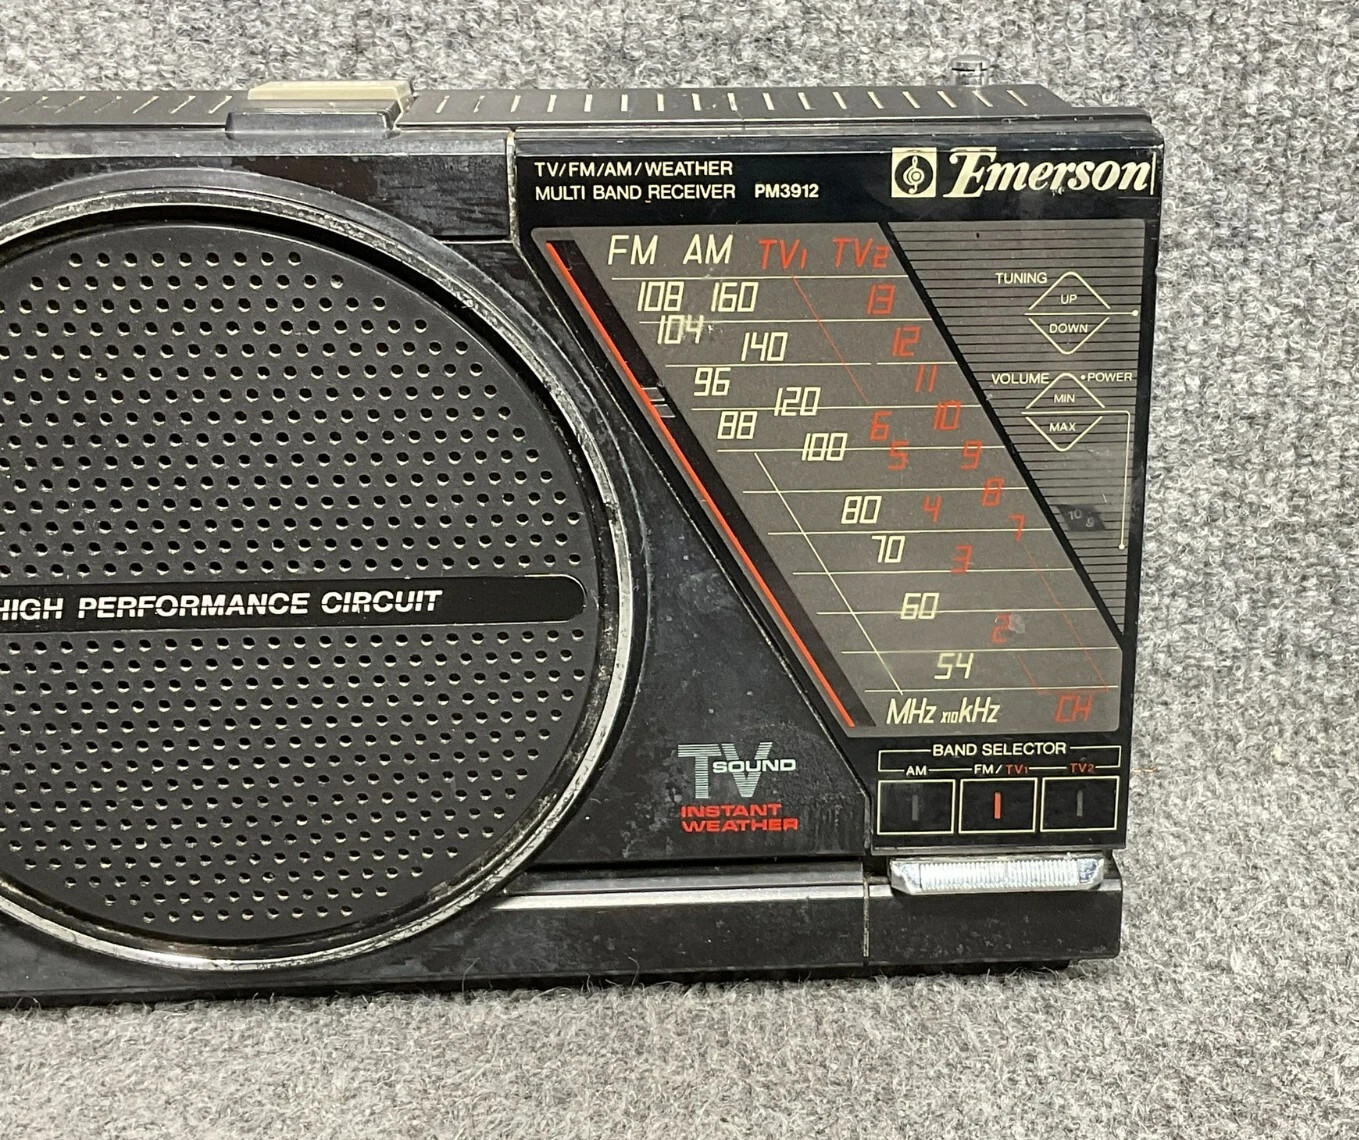 TV/FM/AM/WEATHER
MULTI BAND RECEIVER PM3912
Emerson
FM AM TV1 TV2
108 160 13
104 12
140
96 11
120 10
88 6
100 5 9
8
80 4
7
70 3
60
2
54
MHz x10kHz CH
TUNING
UP
DOWN
VOLUME • POWER
MIN
MAX
HIGH PERFORMANCE CIRCUIT
TV SOUND
INSTANT
WEATHER
BAND SELECTOR
AM FM/TV1 TV2